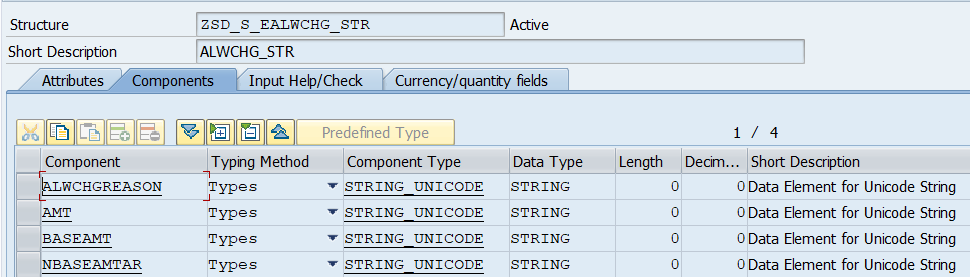 Structure ZSD_S_EALWCHG_STR Active
Short Description ALWCHG_STR
Attributes Components Input Help/Check Currency/quantity fields
Predefined Type 1 / 4
Component Typing Method Component Type Data Type Length Decim... Short Description
ALWCHGREASON Types STRING_UNICODE STRING 0 0 Data Element for Unicode String
AMT Types STRING_UNICODE STRING 0 0 Data Element for Unicode String
BASEAMT Types STRING_UNICODE STRING 0 0 Data Element for Unicode String
NBASEAMTAR Types STRING_UNICODE STRING 0 0 Data Element for Unicode String